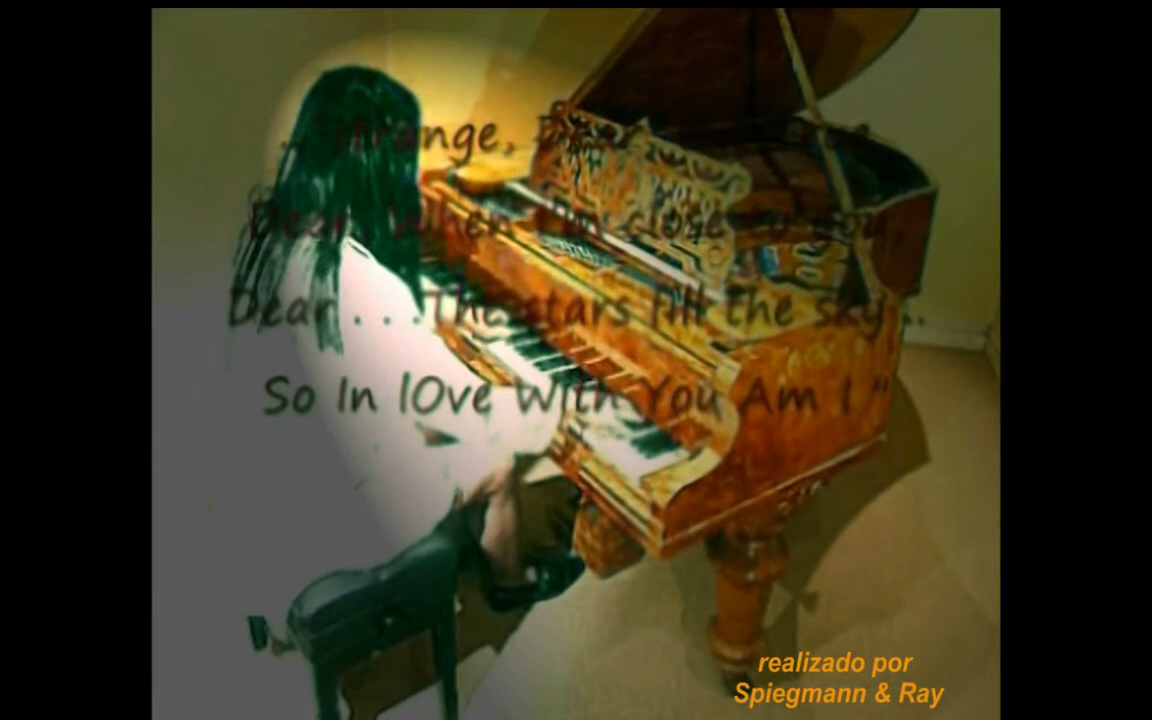 .. "Strange, Dear
Dear, When I'm close to you,
Dear . . . The stars fill the sky ..
So In lOve With You Am I "
realizado por
Spiegmann & Ray